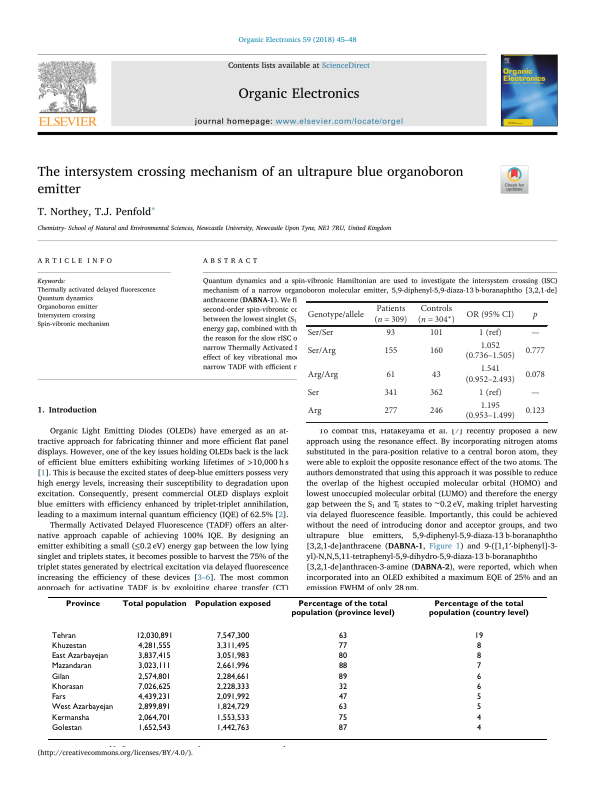 Organic Electronics 59 (2018) 45–48
Contents lists available at ScienceDirect
Organic Electronics
journal homepage: www.elsevier.com/locate/orgel
ELSEVIER
Organic
Electronics
The intersystem crossing mechanism of an ultrapure blue organoboron
emitter
Check for
updates
T. Northey, T.J. Penfold*
Chemistry- School of Natural and Environmental Sciences, Newcastle University, Newcastle Upon Tyne, NE1 7RU, United Kingdom
ARTICLE INFO
Keywords:
Thermally activated delayed fluorescence
Quantum dynamics
Organoboron emitter
Intersystem crossing
Spin-vibronic mechanism
ABSTRACT
Quantum dynamics and a spin-vibronic Hamiltonian are used to investigate the intersystem crossing (ISC)
mechanism of a narrow organoboron molecular emitter, 5,9-diphenyl-5,9-diaza-13 b-boranaphtho [3,2,1-de]
anthracene (DABNA-1). We fi
second-order spin-vibronic co
between the lowest singlet (S₁
energy gap, combined with th
the reason for the slow rISC o
narrow Thermally Activated I
effect of key vibrational mo
narrow TADF with efficient r
Genotype/allele Patients (n = 309) Controls (n = 304*) OR (95% CI) p
Ser/Ser 93 101 1 (ref) —
Ser/Arg 155 160 1.052 (0.736–1.505) 0.777
Arg/Arg 61 43 1.541 (0.952–2.493) 0.078
Ser 341 362 1 (ref) —
Arg 277 246 1.195 (0.953–1.499) 0.123
1. Introduction
Organic Light Emitting Diodes (OLEDs) have emerged as an at-
tractive approach for fabricating thinner and more efficient flat panel
displays. However, one of the key issues holding OLEDs back is the lack
of efficient blue emitters exhibiting working lifetimes of >10,000 h s
[1]. This is because the excited states of deep-blue emitters possess very
high energy levels, increasing their susceptibility to degradation upon
excitation. Consequently, present commercial OLED displays exploit
blue emitters with efficiency enhanced by triplet-triplet annihilation,
leading to a maximum internal quantum efficiency (IQE) of 62.5% [2].
Thermally Activated Delayed Fluorescence (TADF) offers an alter-
native approach capable of achieving 100% IQE. By designing an
emitter exhibiting a small (≤0.2 eV) energy gap between the low lying
singlet and triplets states, it becomes possible to harvest the 75% of the
triplet states generated by electrical excitation via delayed fluorescence
increasing the efficiency of these devices [3–6]. The most common
approach for activating TADF is by exploiting charge transfer (CT)
To combat this, Hatakeyama et al. [7] recently proposed a new
approach using the resonance effect. By incorporating nitrogen atoms
substituted in the para-position relative to a central boron atom, they
were able to exploit the opposite resonance effect of the two atoms. The
authors demonstrated that using this approach it was possible to reduce
the overlap of the highest occupied molecular orbital (HOMO) and
lowest unoccupied molecular orbital (LUMO) and therefore the energy
gap between the S₁ and T₁ states to ~0.2 eV, making triplet harvesting
via delayed fluorescence feasible. Importantly, this could be achieved
without the need of introducing donor and acceptor groups, and two
ultrapure blue emitters, 5,9-diphenyl-5,9-diaza-13 b-boranaphtho
[3,2,1-de]anthracene (DABNA-1, Figure 1) and 9-([1,1′-biphenyl]-3-
yl)-N,N,5,11-tetraphenyl-5,9-dihydro-5,9-diaza-13 b-boranaphtho
[3,2,1-de]anthracen-3-amine (DABNA-2), were reported, which when
incorporated into an OLED exhibited a maximum EQE of 25% and an
emission FWHM of only 28 nm.
Province Total population Population exposed Percentage of the total population (province level) Percentage of the total population (country level)
Tehran 12,030,891 7,547,300 63 19
Khuzestan 4,281,555 3,311,495 77 8
East Azarbayejan 3,837,415 3,051,983 80 8
Mazandaran 3,023,111 2,661,996 88 7
Gilan 2,574,801 2,284,661 89 6
Khorasan 7,026,625 2,228,333 32 6
Fars 4,439,231 2,091,992 47 5
West Azarbayejan 2,899,891 1,824,729 63 5
Kermansha 2,064,701 1,553,533 75 4
Golestan 1,652,543 1,442,763 87 4
(http://creativecommons.org/licenses/BY/4.0/).